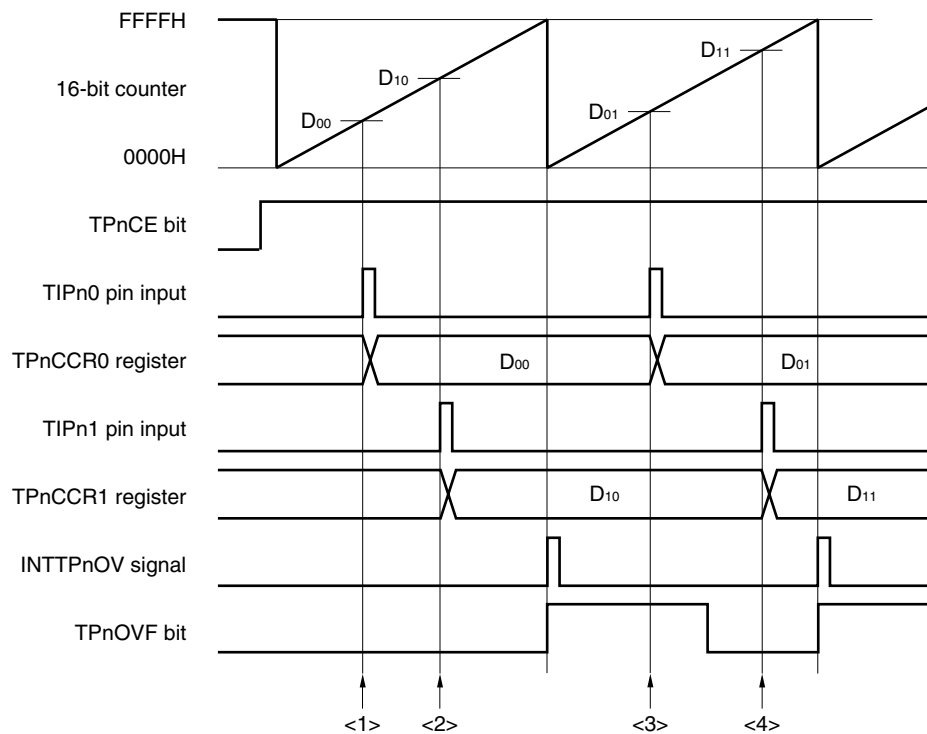 FFFFH
D11
D10
16-bit counter
D01
D00
0000H
TPnCE bit
TIPn0 pin input
TPnCCR0 register
D00
D01
TIPn1 pin input
TPnCCR1 register
D10
D11
INTTPnOV signal
TPnOVF bit
<1>
<2>
<3>
<4>